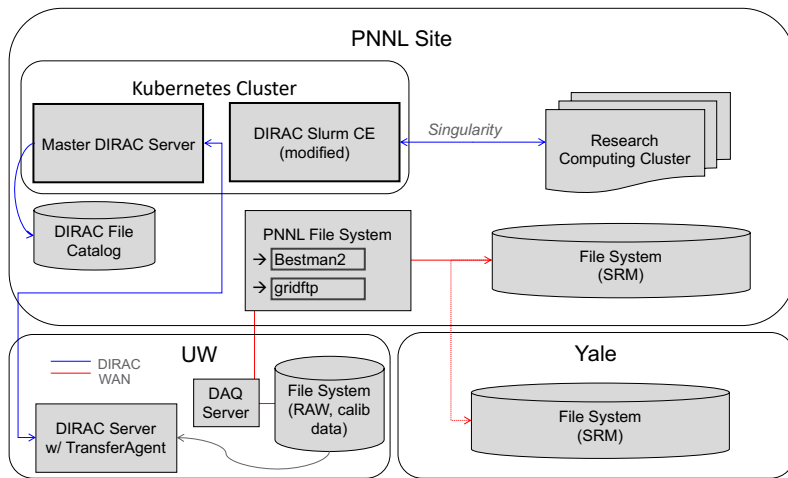 PNNL Site
Kubernetes Cluster
Master DIRAC Server
DIRAC Slurm CE
(modified)
Singularity
Research
Computing Cluster
DIRAC File
Catalog
PNNL File System
→ Bestman2
→ gridftp
File System
(SRM)
UW
DIRAC
WAN
DAQ
Server
File System
(RAW, calib
data)
DIRAC Server
w/ TransferAgent
Yale
File System
(SRM)